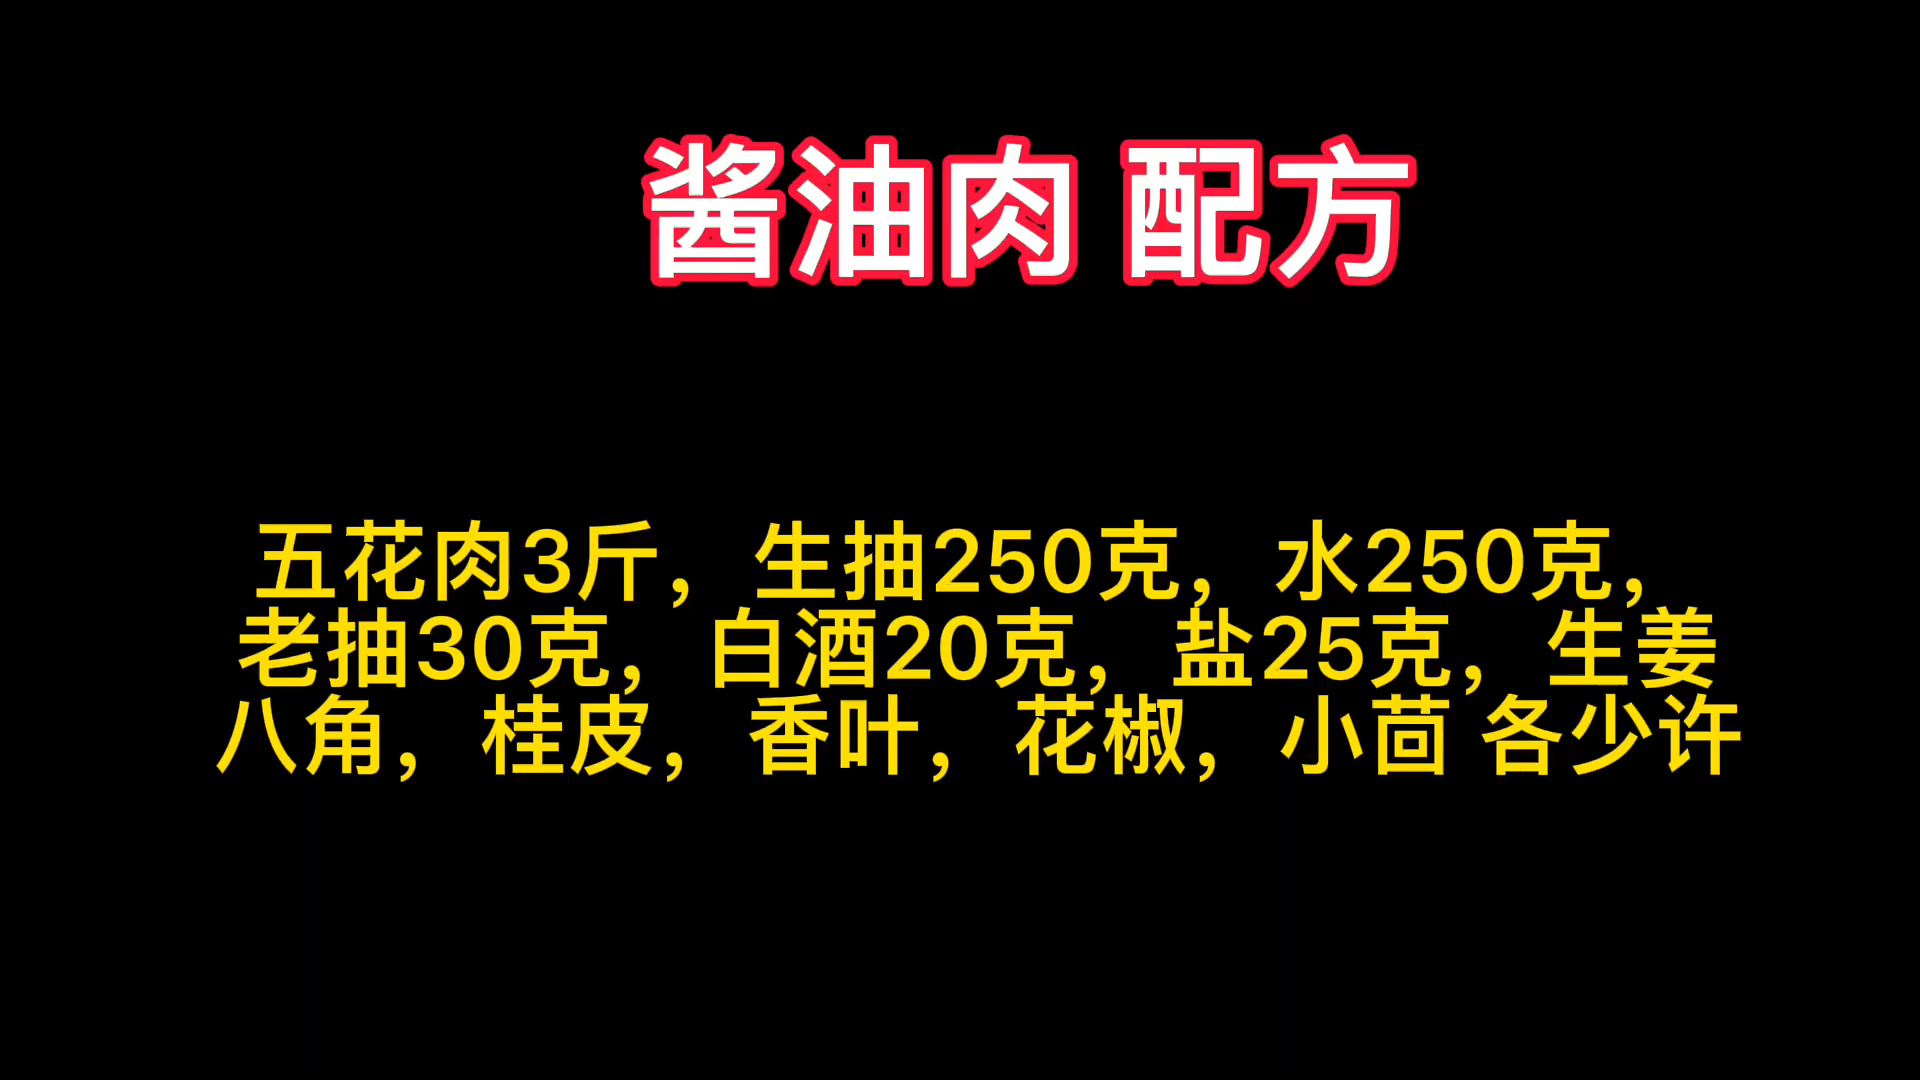 酱油肉 配方
五花肉3斤，生抽250克，水250克，
老抽30克，白酒20克，盐25克，生姜
八角，桂皮，香叶，花椒，小茴 各少许